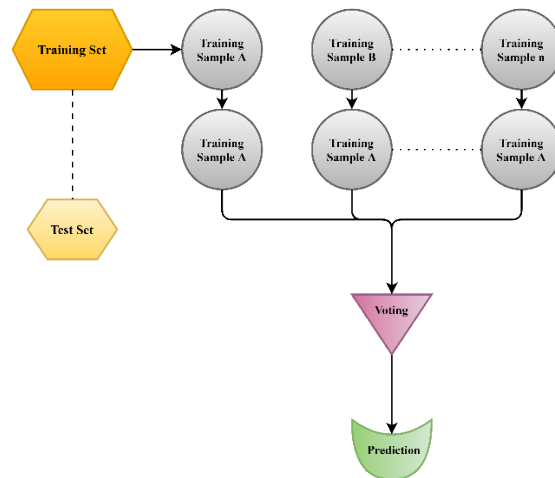 Training Set
Training
Sample A
Training
Sample B
Training
Sample n
Training
Sample A
Training
Sample A
Training
Sample A
Test Set
Voting
Prediction